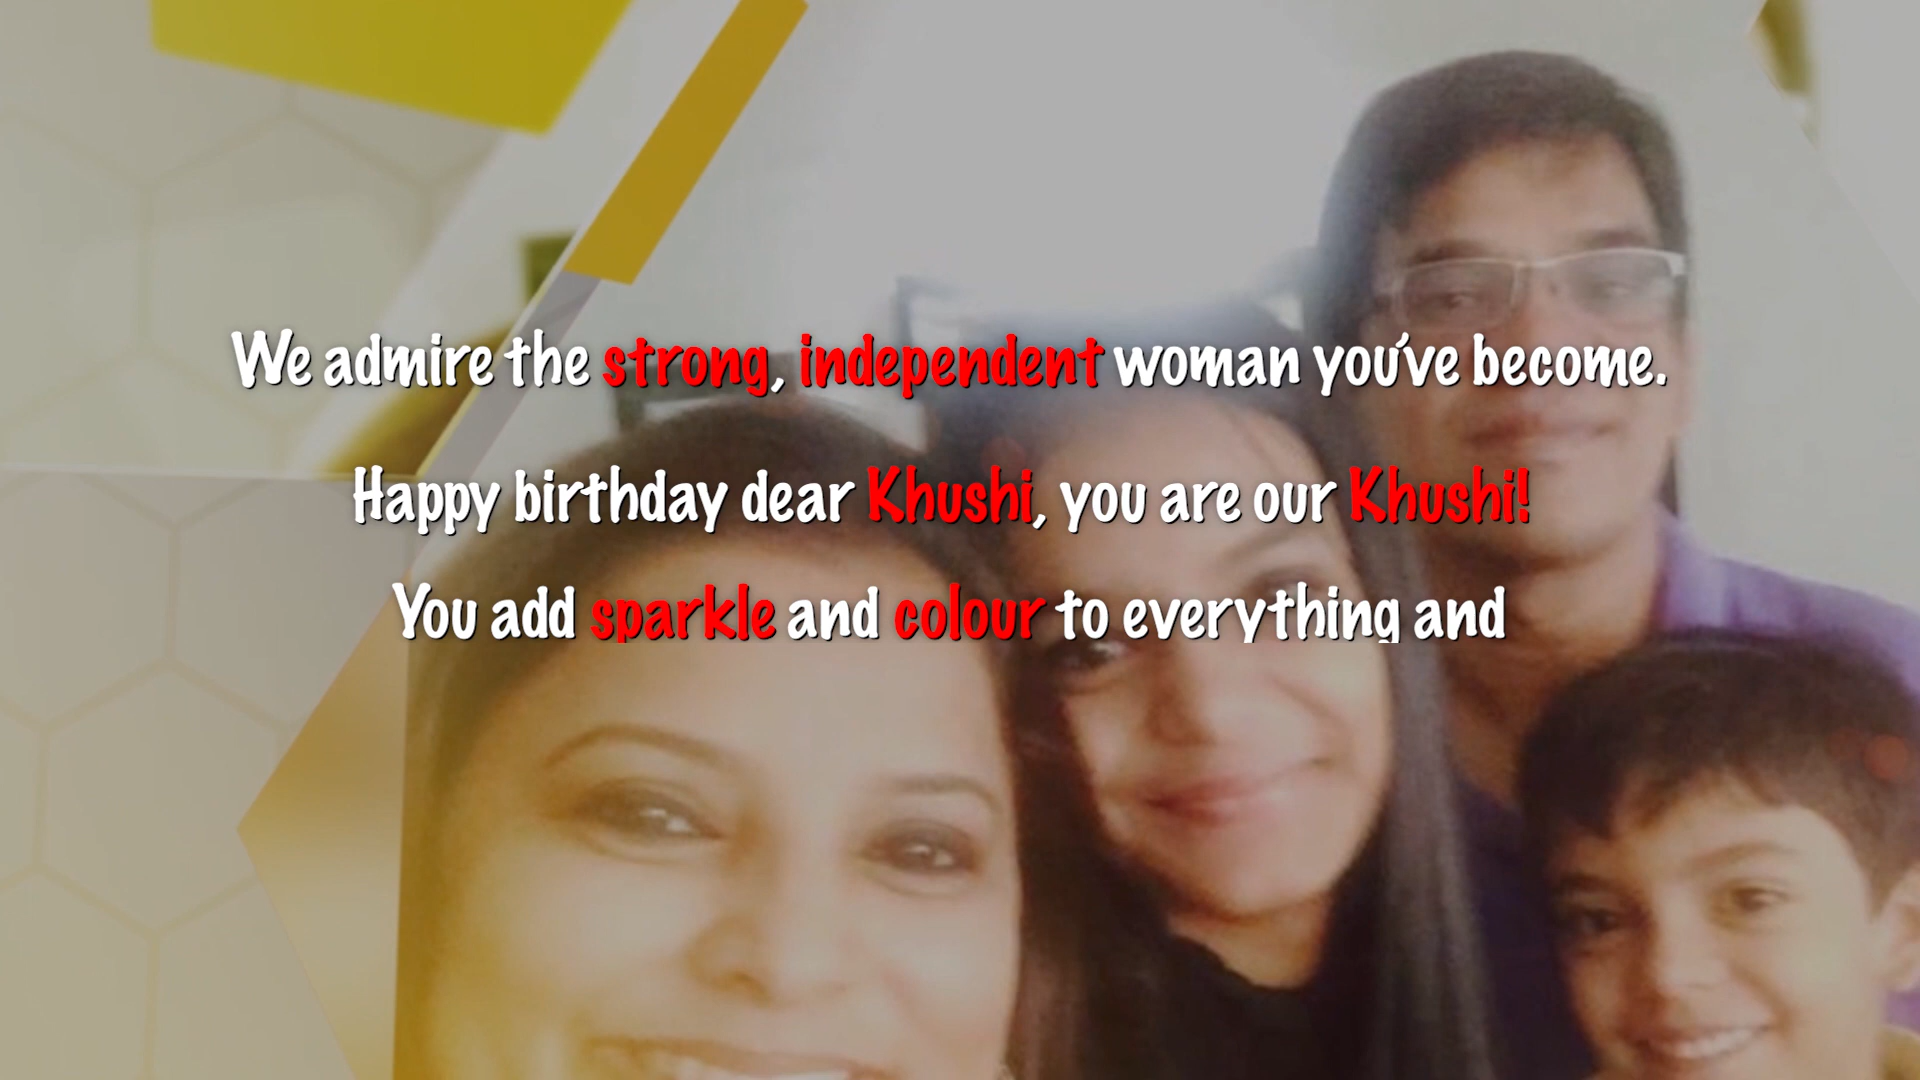 We admire the strong, independent woman you've become.
Happy birthday dear Khushi, you are our Khushi!
You add sparkle and colour to everything and